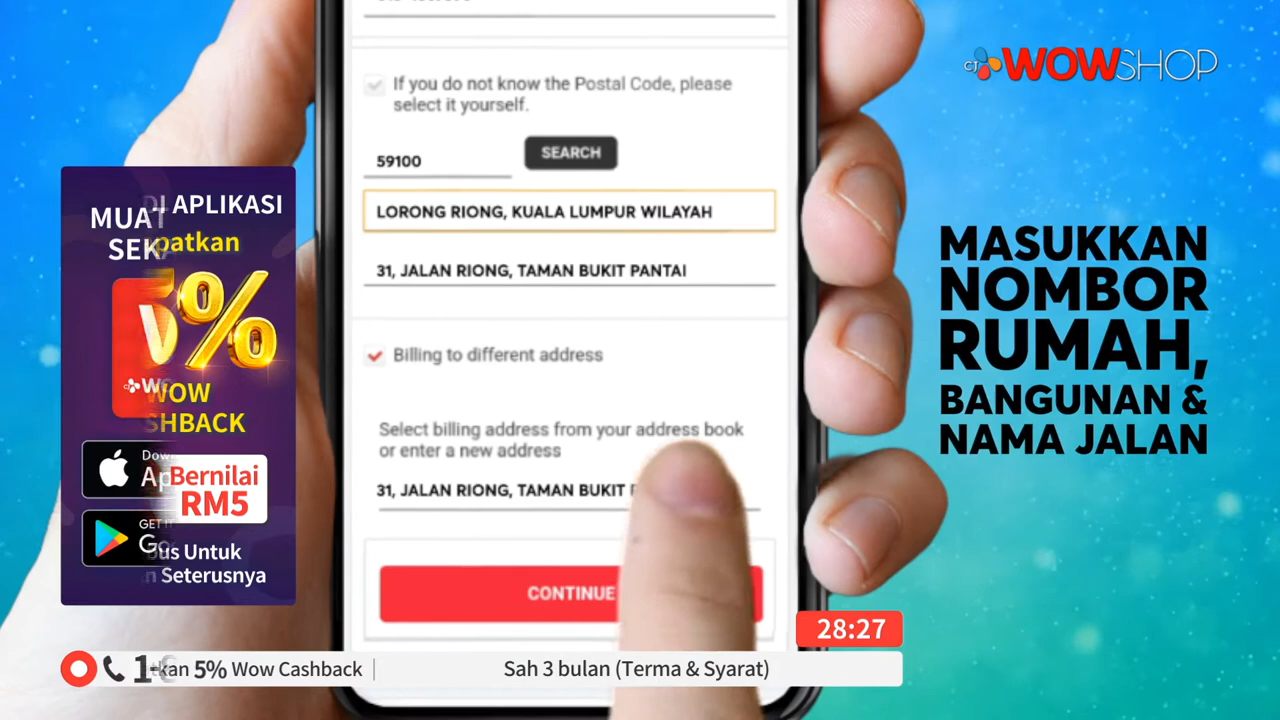 CJ WOWSHOP
If you do not know the Postal Code, please
select it yourself.
59100
SEARCH
LORONG RIONG, KUALA LUMPUR WILAYAH
31, JALAN RIONG, TAMAN BUKIT PANTAI
Billing to different address
Select billing address from your address book
or enter a new address
31, JALAN RIONG, TAMAN BUKIT
CONTINUE
MASUKKAN
NOMBOR
RUMAH,
BANGUNAN &
NAMA JALAN
MUAT
APLIKASI
5%
WOW
Bernilai
RM5
Untuk
Seterusnya
28:27
5% Wow Cashback
Sah 3 bulan (Terma & Syarat)